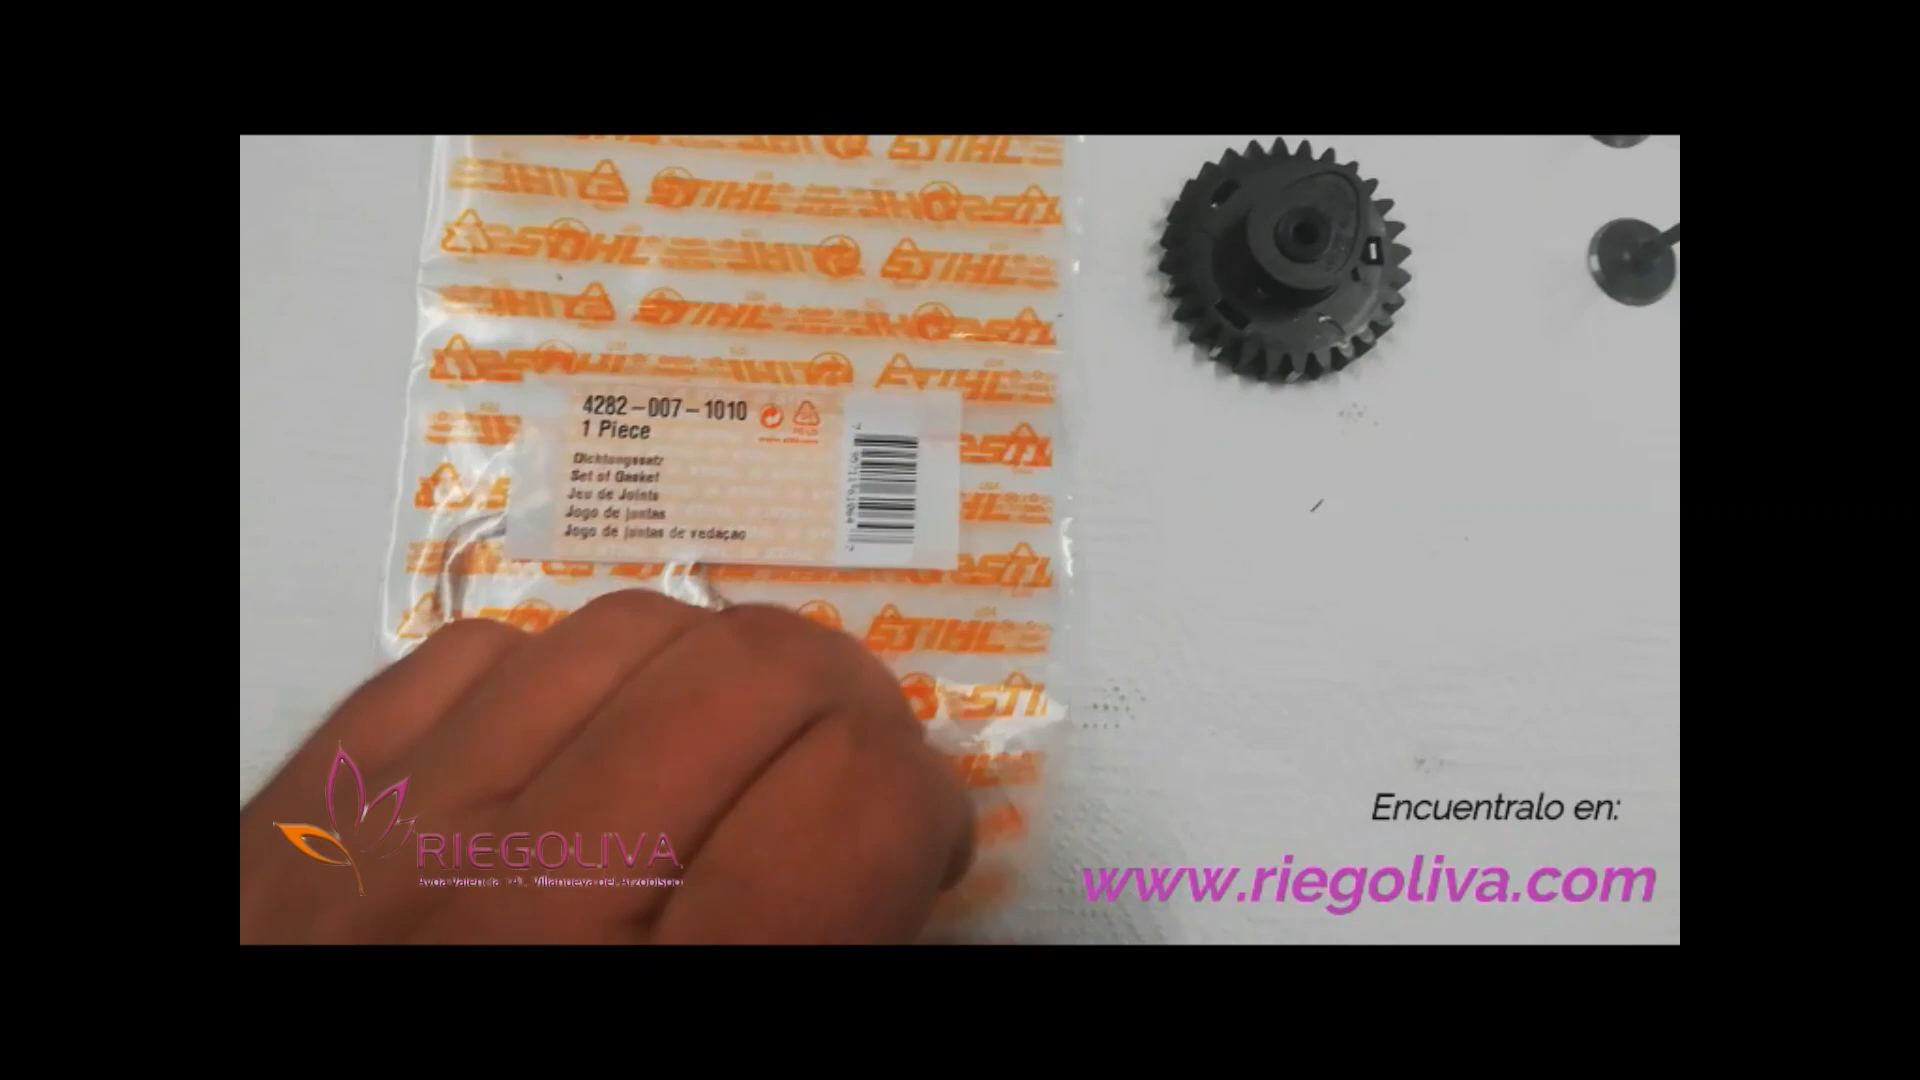 STIHL
4282-007-1010
1 Piece
Dichtungssatz
Set of Gasket
Jeu de Joints
Jogo de juntas
Jogo de juntas de vedaçao
RIEGOLIVA
Encuentralo en:
www.riegoliva.com